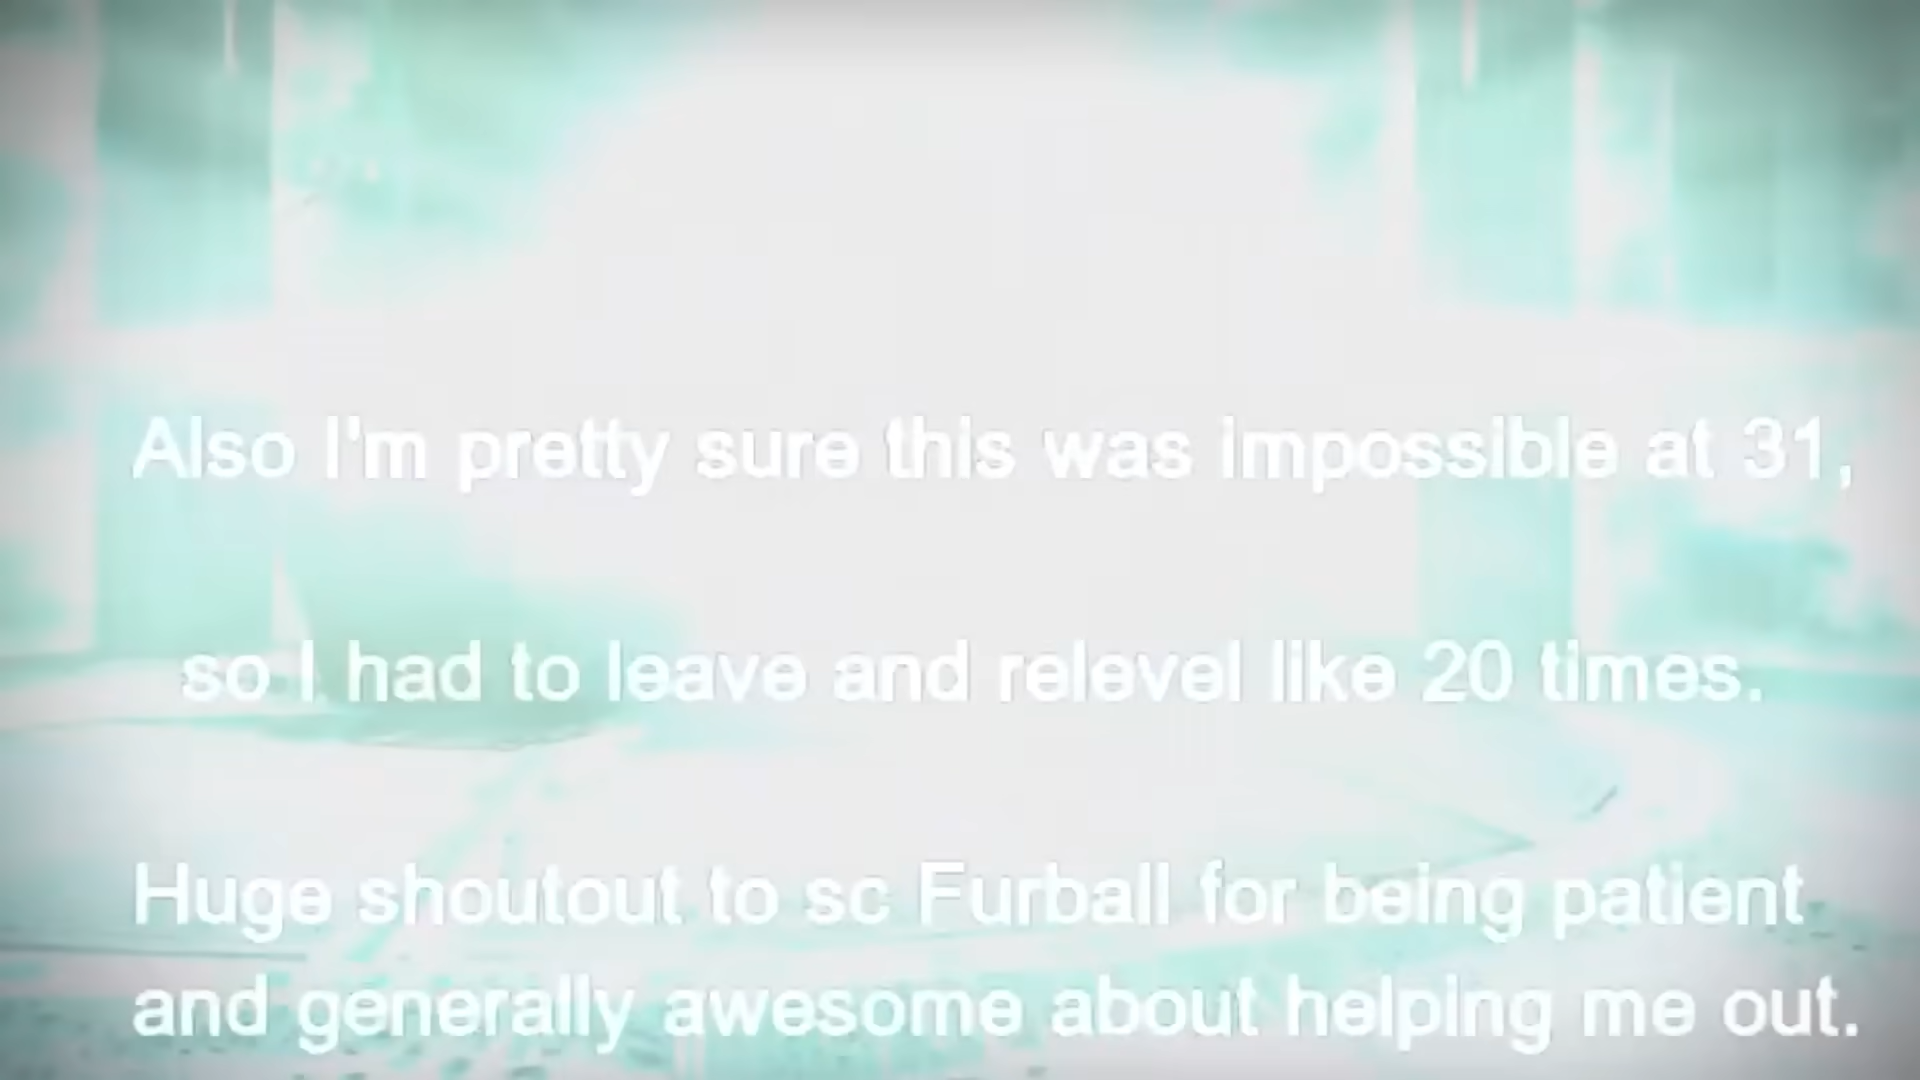 Also I'm pretty sure this was impossible at 31,
so I had to leave and relevel like 20 times.
Huge shoutout to sc Furball for being patient
and generally awesome about helping me out.